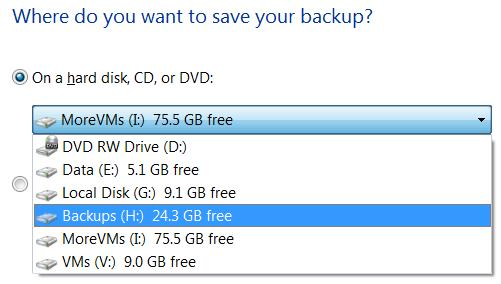 Where do you want to save your backup?
On a hard disk, CD, or DVD:
MoreVMs (I:)  75.5 GB free
DVD RW Drive (D:)
Data (E:)  5.1 GB free
Local Disk (G:)  9.1 GB free
Backups (H:)  24.3 GB free
MoreVMs (I:)  75.5 GB free
VMs (V:)  9.0 GB free